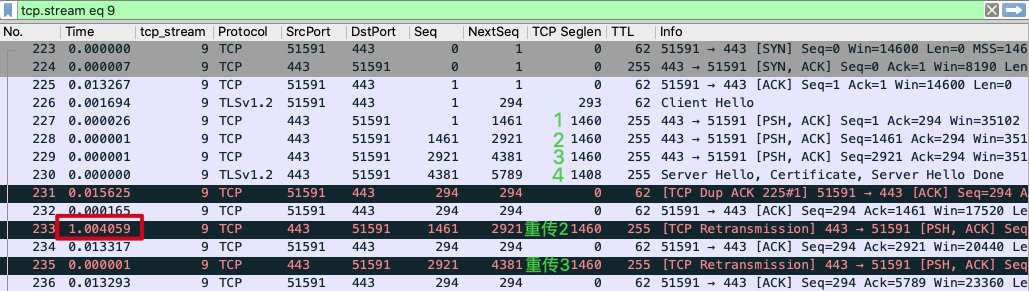 tcp.stream eq 9
No. Time tcp_stream Protocol SrcPort DstPort Seq NextSeq TCP Seglen TTL Info
223 0.000000 9 TCP 51591 443 0 1 0 62 51591 → 443 [SYN] Seq=0 Win=14600 Len=0 MSS=146
224 0.000007 9 TCP 443 51591 0 1 0 255 443 → 51591 [SYN, ACK] Seq=0 Ack=1 Win=8190 Len
225 0.013267 9 TCP 51591 443 1 1 0 62 51591 → 443 [ACK] Seq=1 Ack=1 Win=14600 Len=0
226 0.001694 9 TLSv1.2 51591 443 1 294 293 62 Client Hello
227 0.000026 9 TCP 443 51591 1 1461 1 1460 255 443 → 51591 [PSH, ACK] Seq=1 Ack=294 Win=35102
228 0.000001 9 TCP 443 51591 1461 2921 2 1460 255 443 → 51591 [PSH, ACK] Seq=1461 Ack=294 Win=351
229 0.000001 9 TCP 443 51591 2921 4381 3 1460 255 443 → 51591 [PSH, ACK] Seq=2921 Ack=294 Win=351
230 0.000000 9 TLSv1.2 443 51591 4381 5789 4 1408 255 Server Hello, Certificate, Server Hello Done
231 0.015625 9 TCP 51591 443 294 294 0 62 [TCP Dup ACK 225#1] 51591 → 443 [ACK] Seq=294 A
232 0.000165 9 TCP 51591 443 294 294 0 62 51591 → 443 [ACK] Seq=294 Ack=1461 Win=17520 Len
233 1.004059 9 TCP 443 51591 1461 2921 重传2 1460 255 [TCP Retransmission] 443 → 51591 [PSH, ACK] Seq=
234 0.013317 9 TCP 51591 443 294 294 0 62 51591 → 443 [ACK] Seq=294 Ack=2921 Win=20440 Len
235 0.000001 9 TCP 443 51591 2921 4381 重传3 1460 255 [TCP Retransmission] 443 → 51591 [PSH, ACK] Seq=
236 0.013293 9 TCP 51591 443 294 294 0 62 51591 → 443 [ACK] Seq=294 Ack=5789 Win=23360 Len